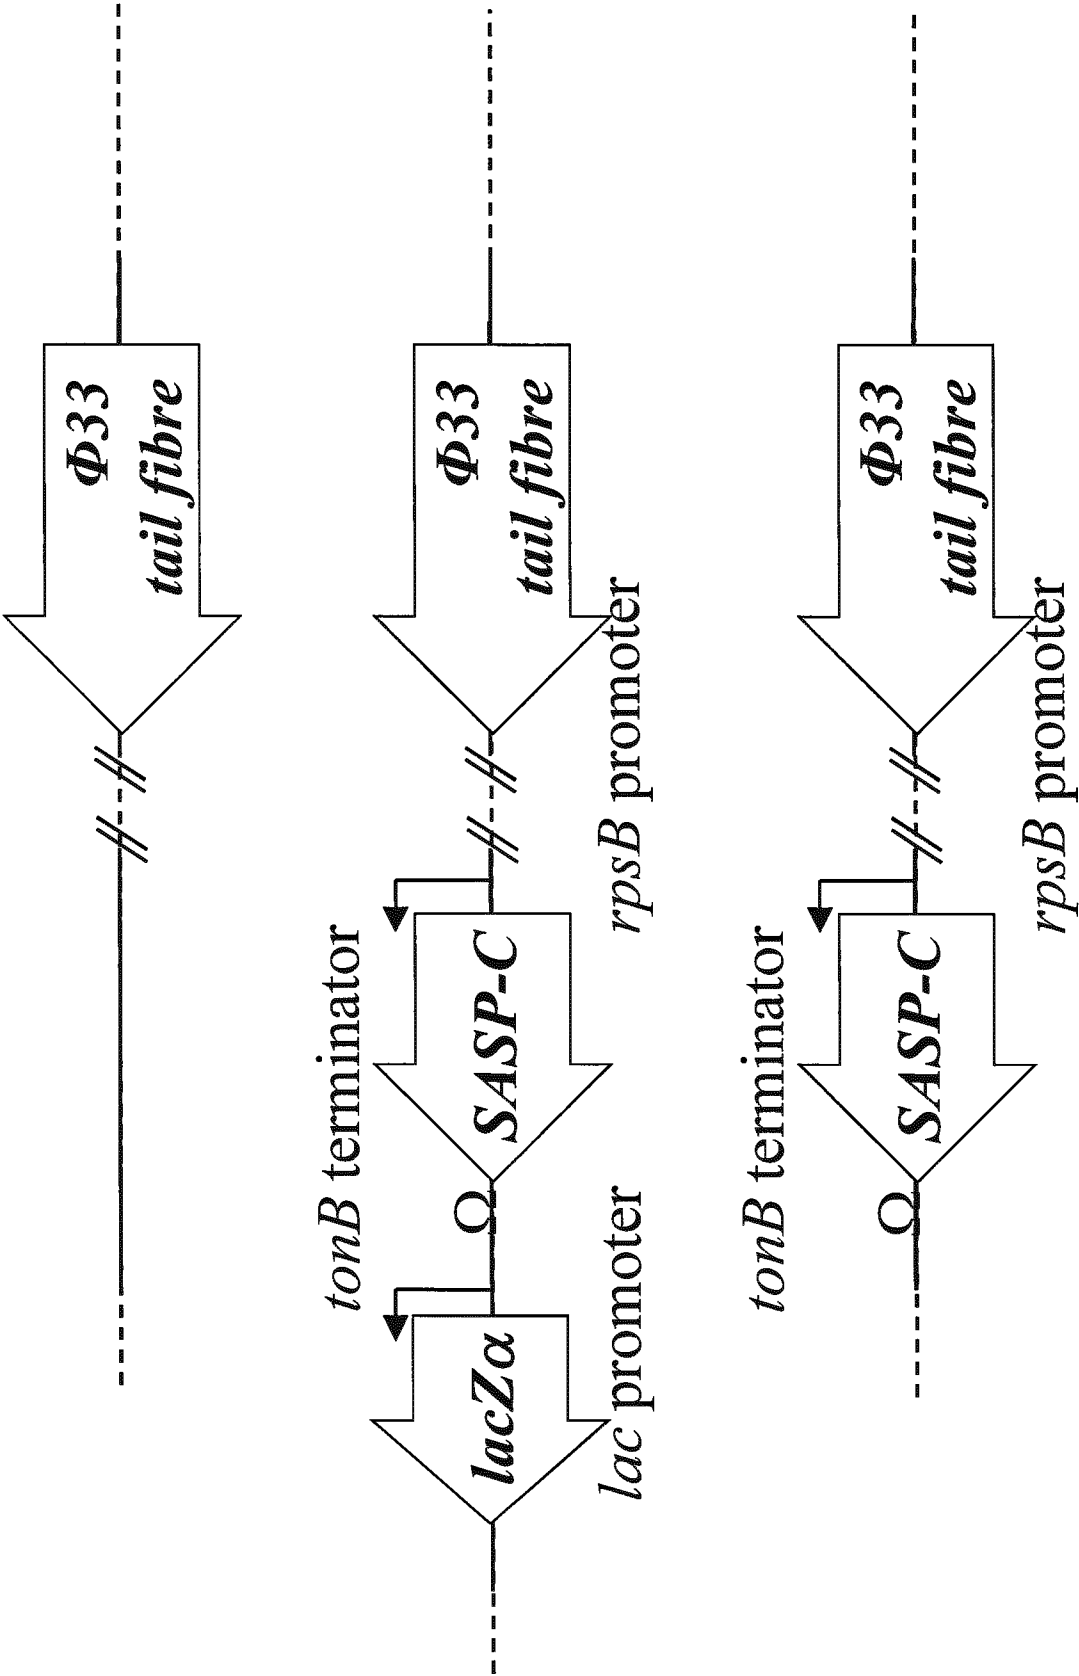 Φ33
tail fibre
tonB terminator
lacZα
Ω
SASP-C
Φ33
tail fibre
lac promoter
rpsB promoter
tonB terminator
Ω
SASP-C
Φ33
tail fibre
rpsB promoter